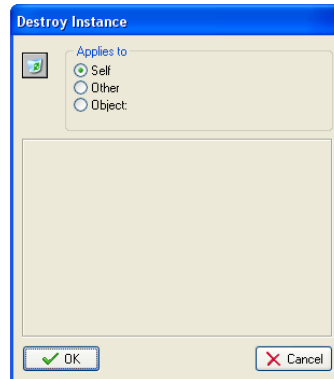 Destroy Instance
Applies to
Self
Other
Object:
OK
Cancel